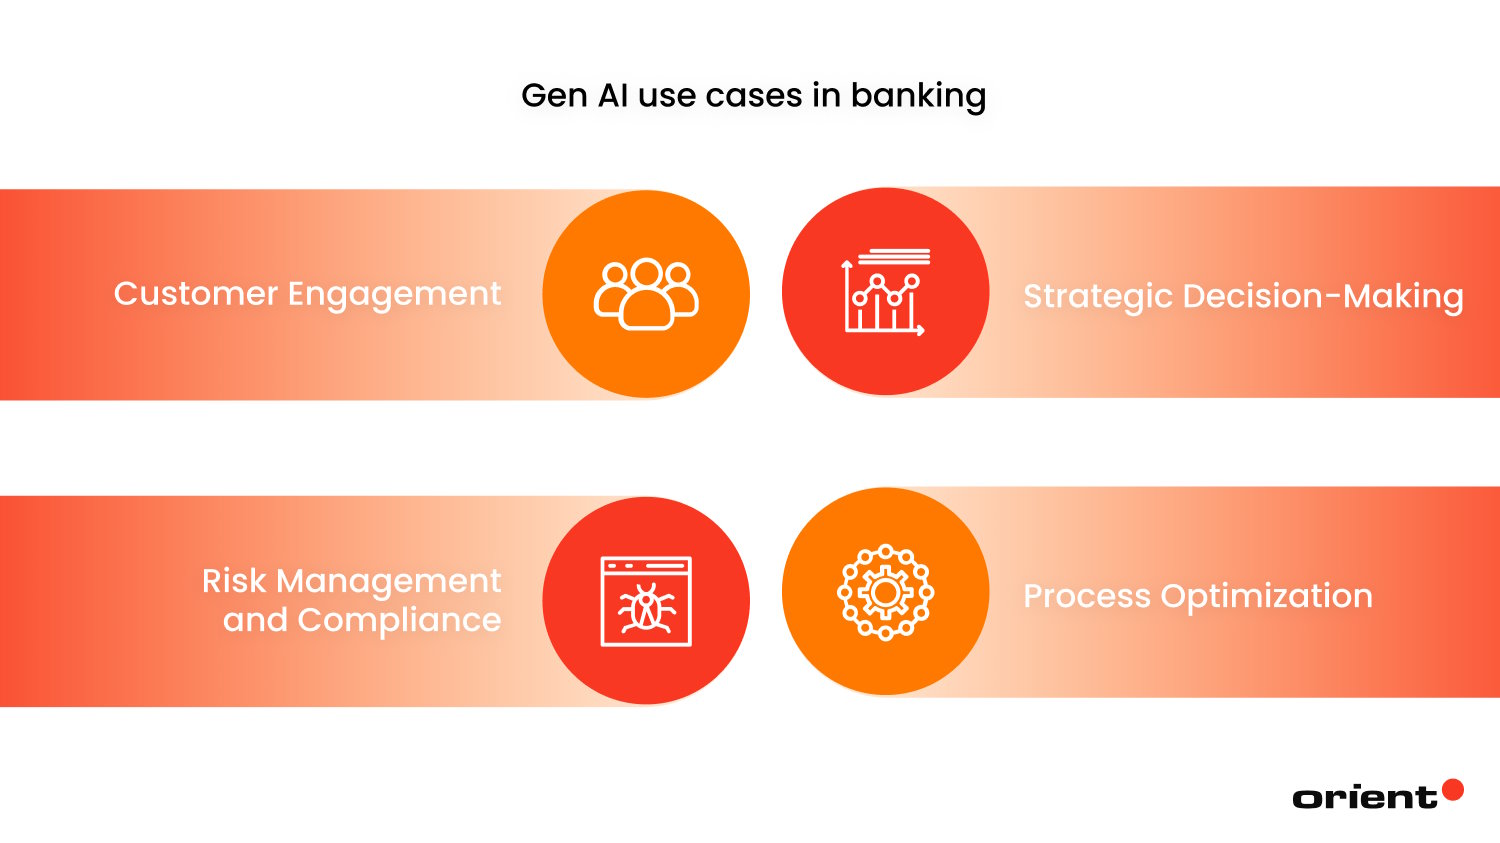 Gen AI use cases in banking
Customer Engagement
Strategic Decision-Making
Risk Management
and Compliance
Process Optimization
orient